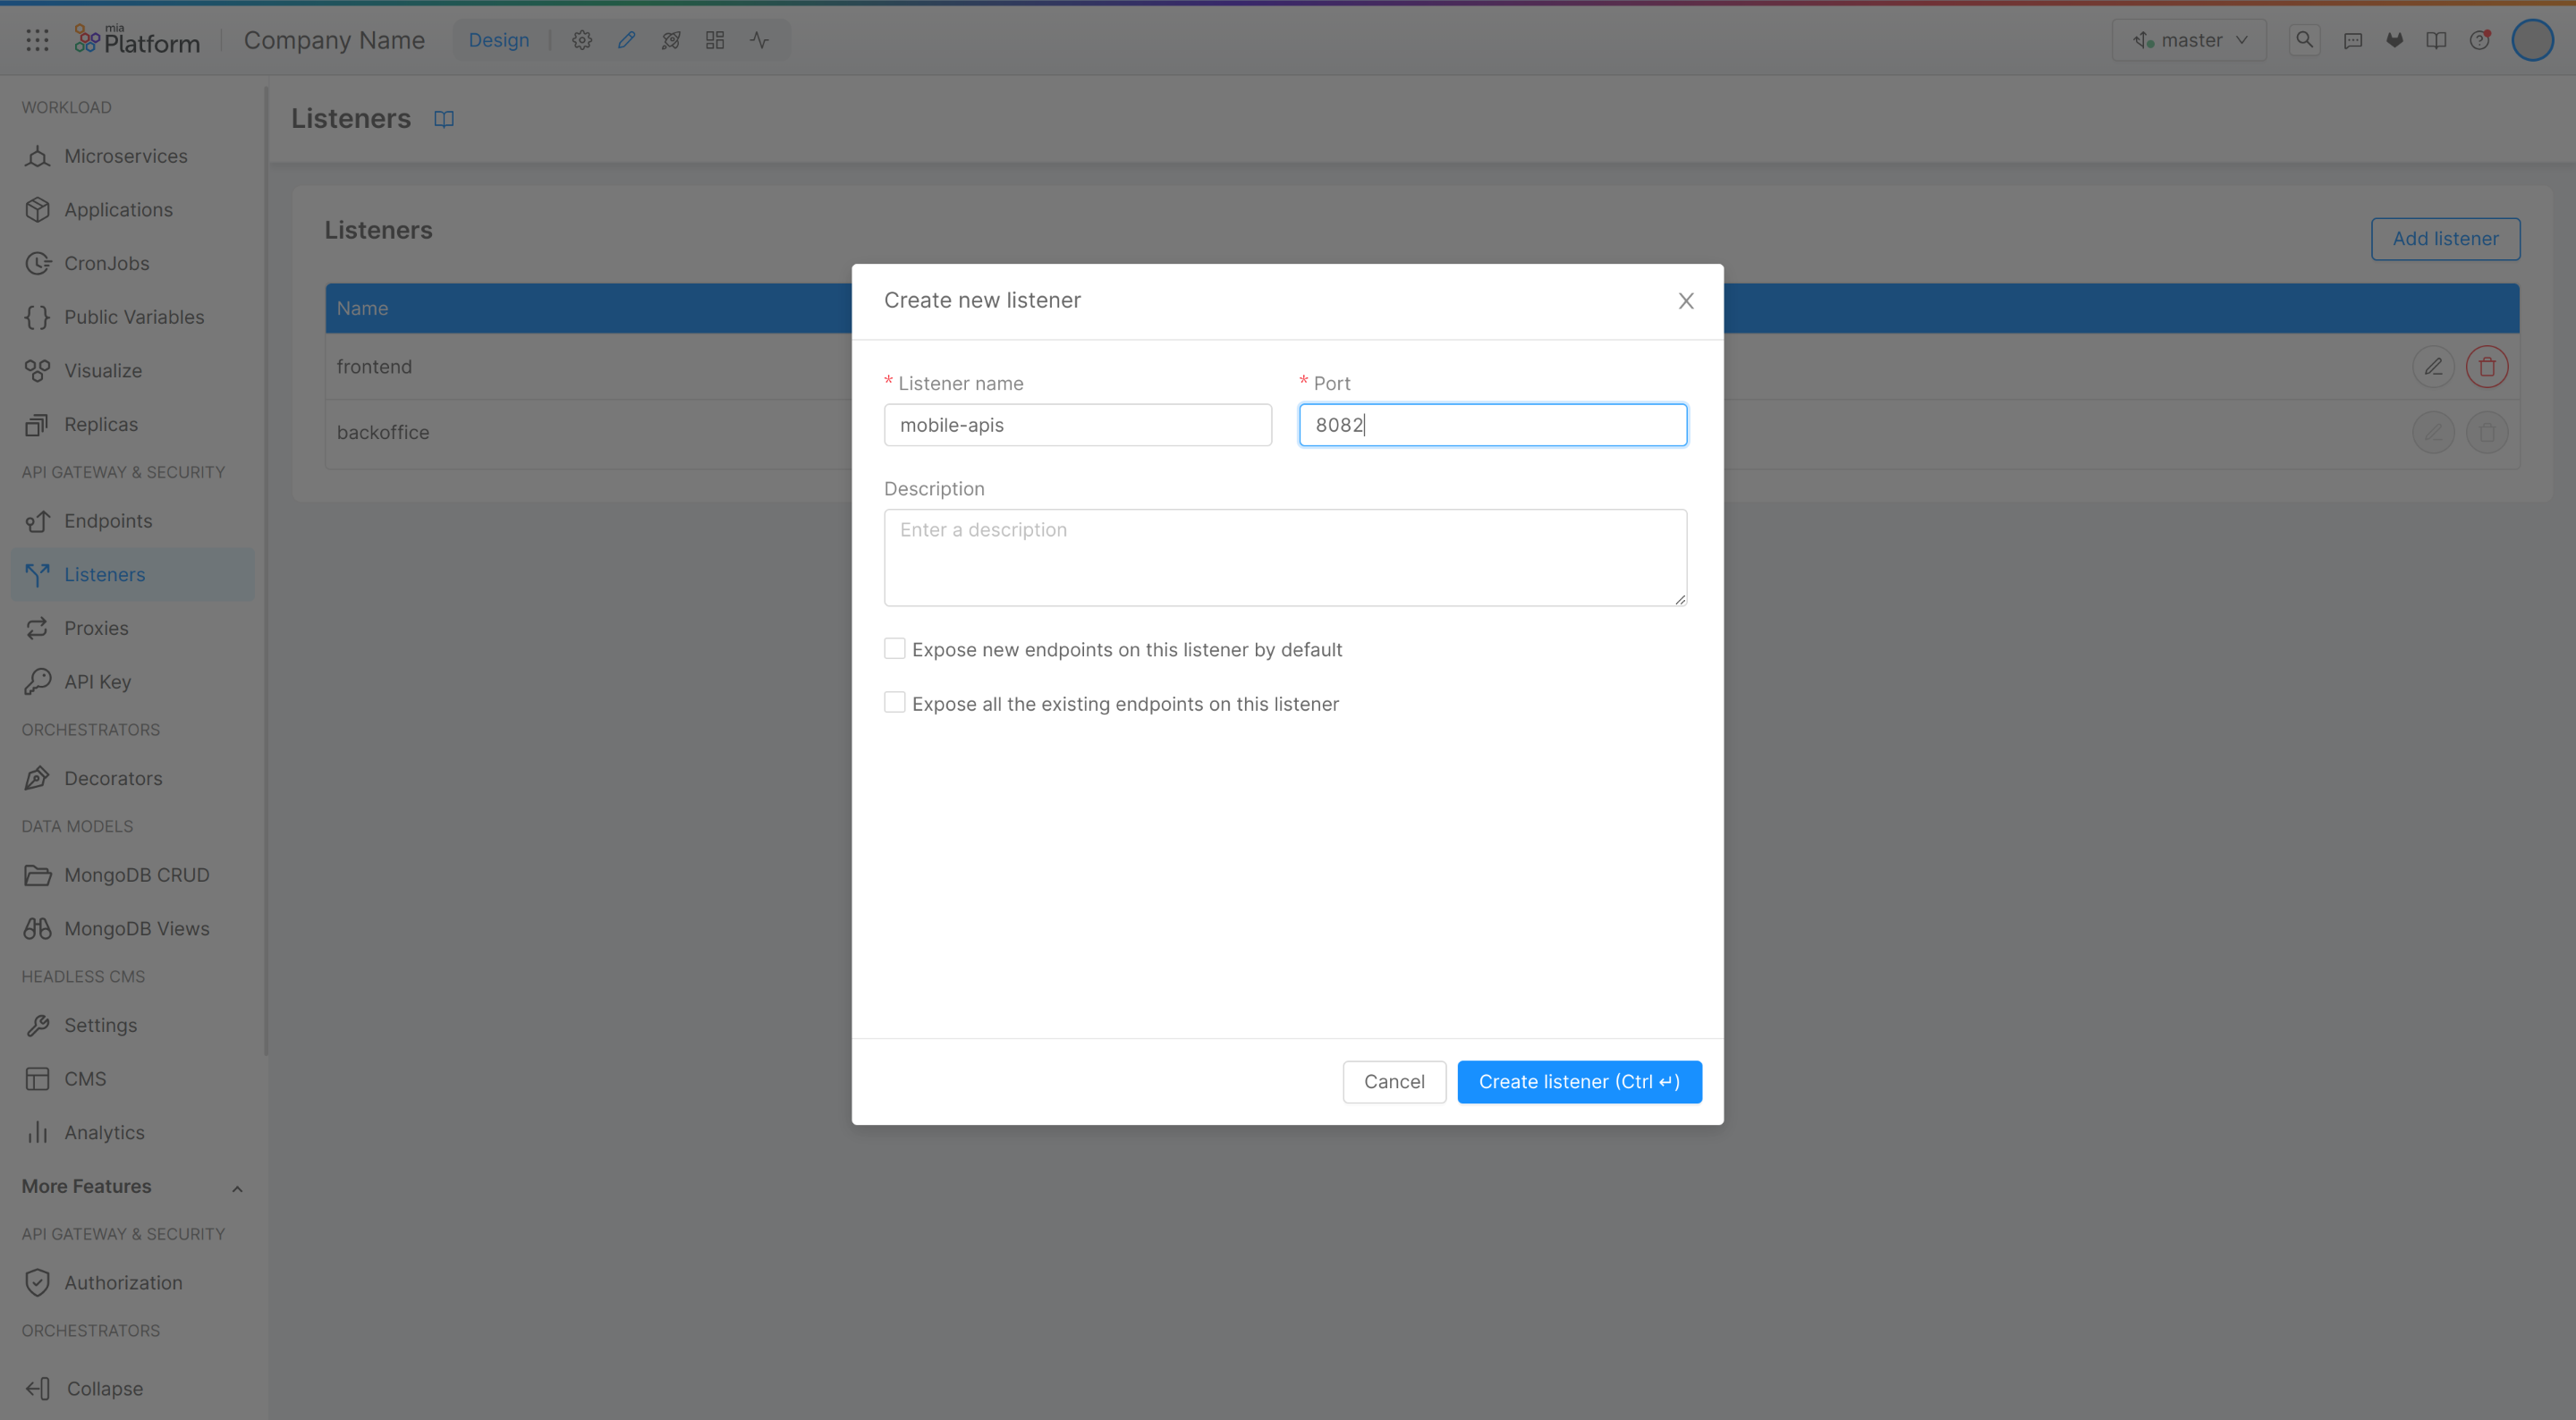 mia
Platform
Company Name
Design
master
WORKLOAD
Microservices
Applications
CronJobs
Public Variables
Visualize
Replicas
API GATEWAY & SECURITY
Endpoints
Listeners
Proxies
API Key
ORCHESTRATORS
Decorators
DATA MODELS
MongoDB CRUD
MongoDB Views
HEADLESS CMS
Settings
CMS
Analytics
More Features
API GATEWAY & SECURITY
Authorization
ORCHESTRATORS
Collapse
Listeners
Listeners
Add listener
Name
frontend
backoffice
Create new listener
* Listener name
* Port
mobile-apis
8082
Description
Enter a description
Expose new endpoints on this listener by default
Expose all the existing endpoints on this listener
Cancel
Create listener (Ctrl ↵)